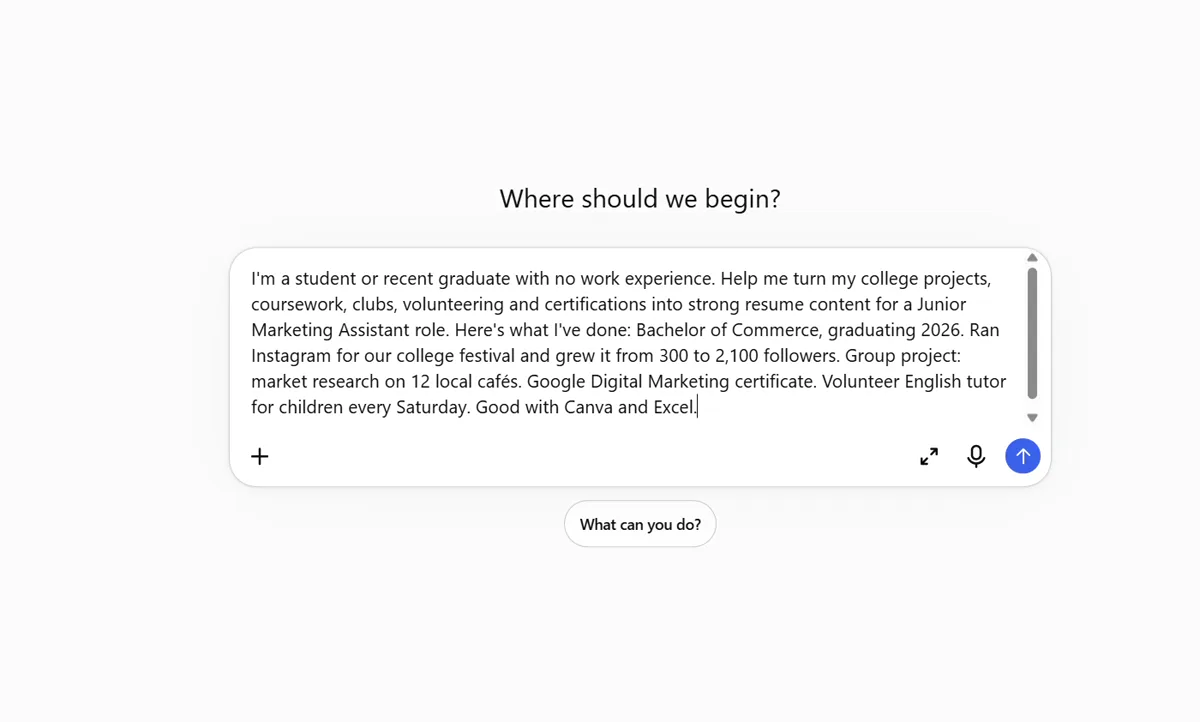 Where should we begin?
I'm a student or recent graduate with no work experience. Help me turn my college projects,
coursework, clubs, volunteering and certifications into strong resume content for a Junior
Marketing Assistant role. Here's what I've done: Bachelor of Commerce, graduating 2026. Ran
Instagram for our college festival and grew it from 300 to 2,100 followers. Group project:
market research on 12 local cafés. Google Digital Marketing certificate. Volunteer English tutor
for children every Saturday. Good with Canva and Excel.
What can you do?